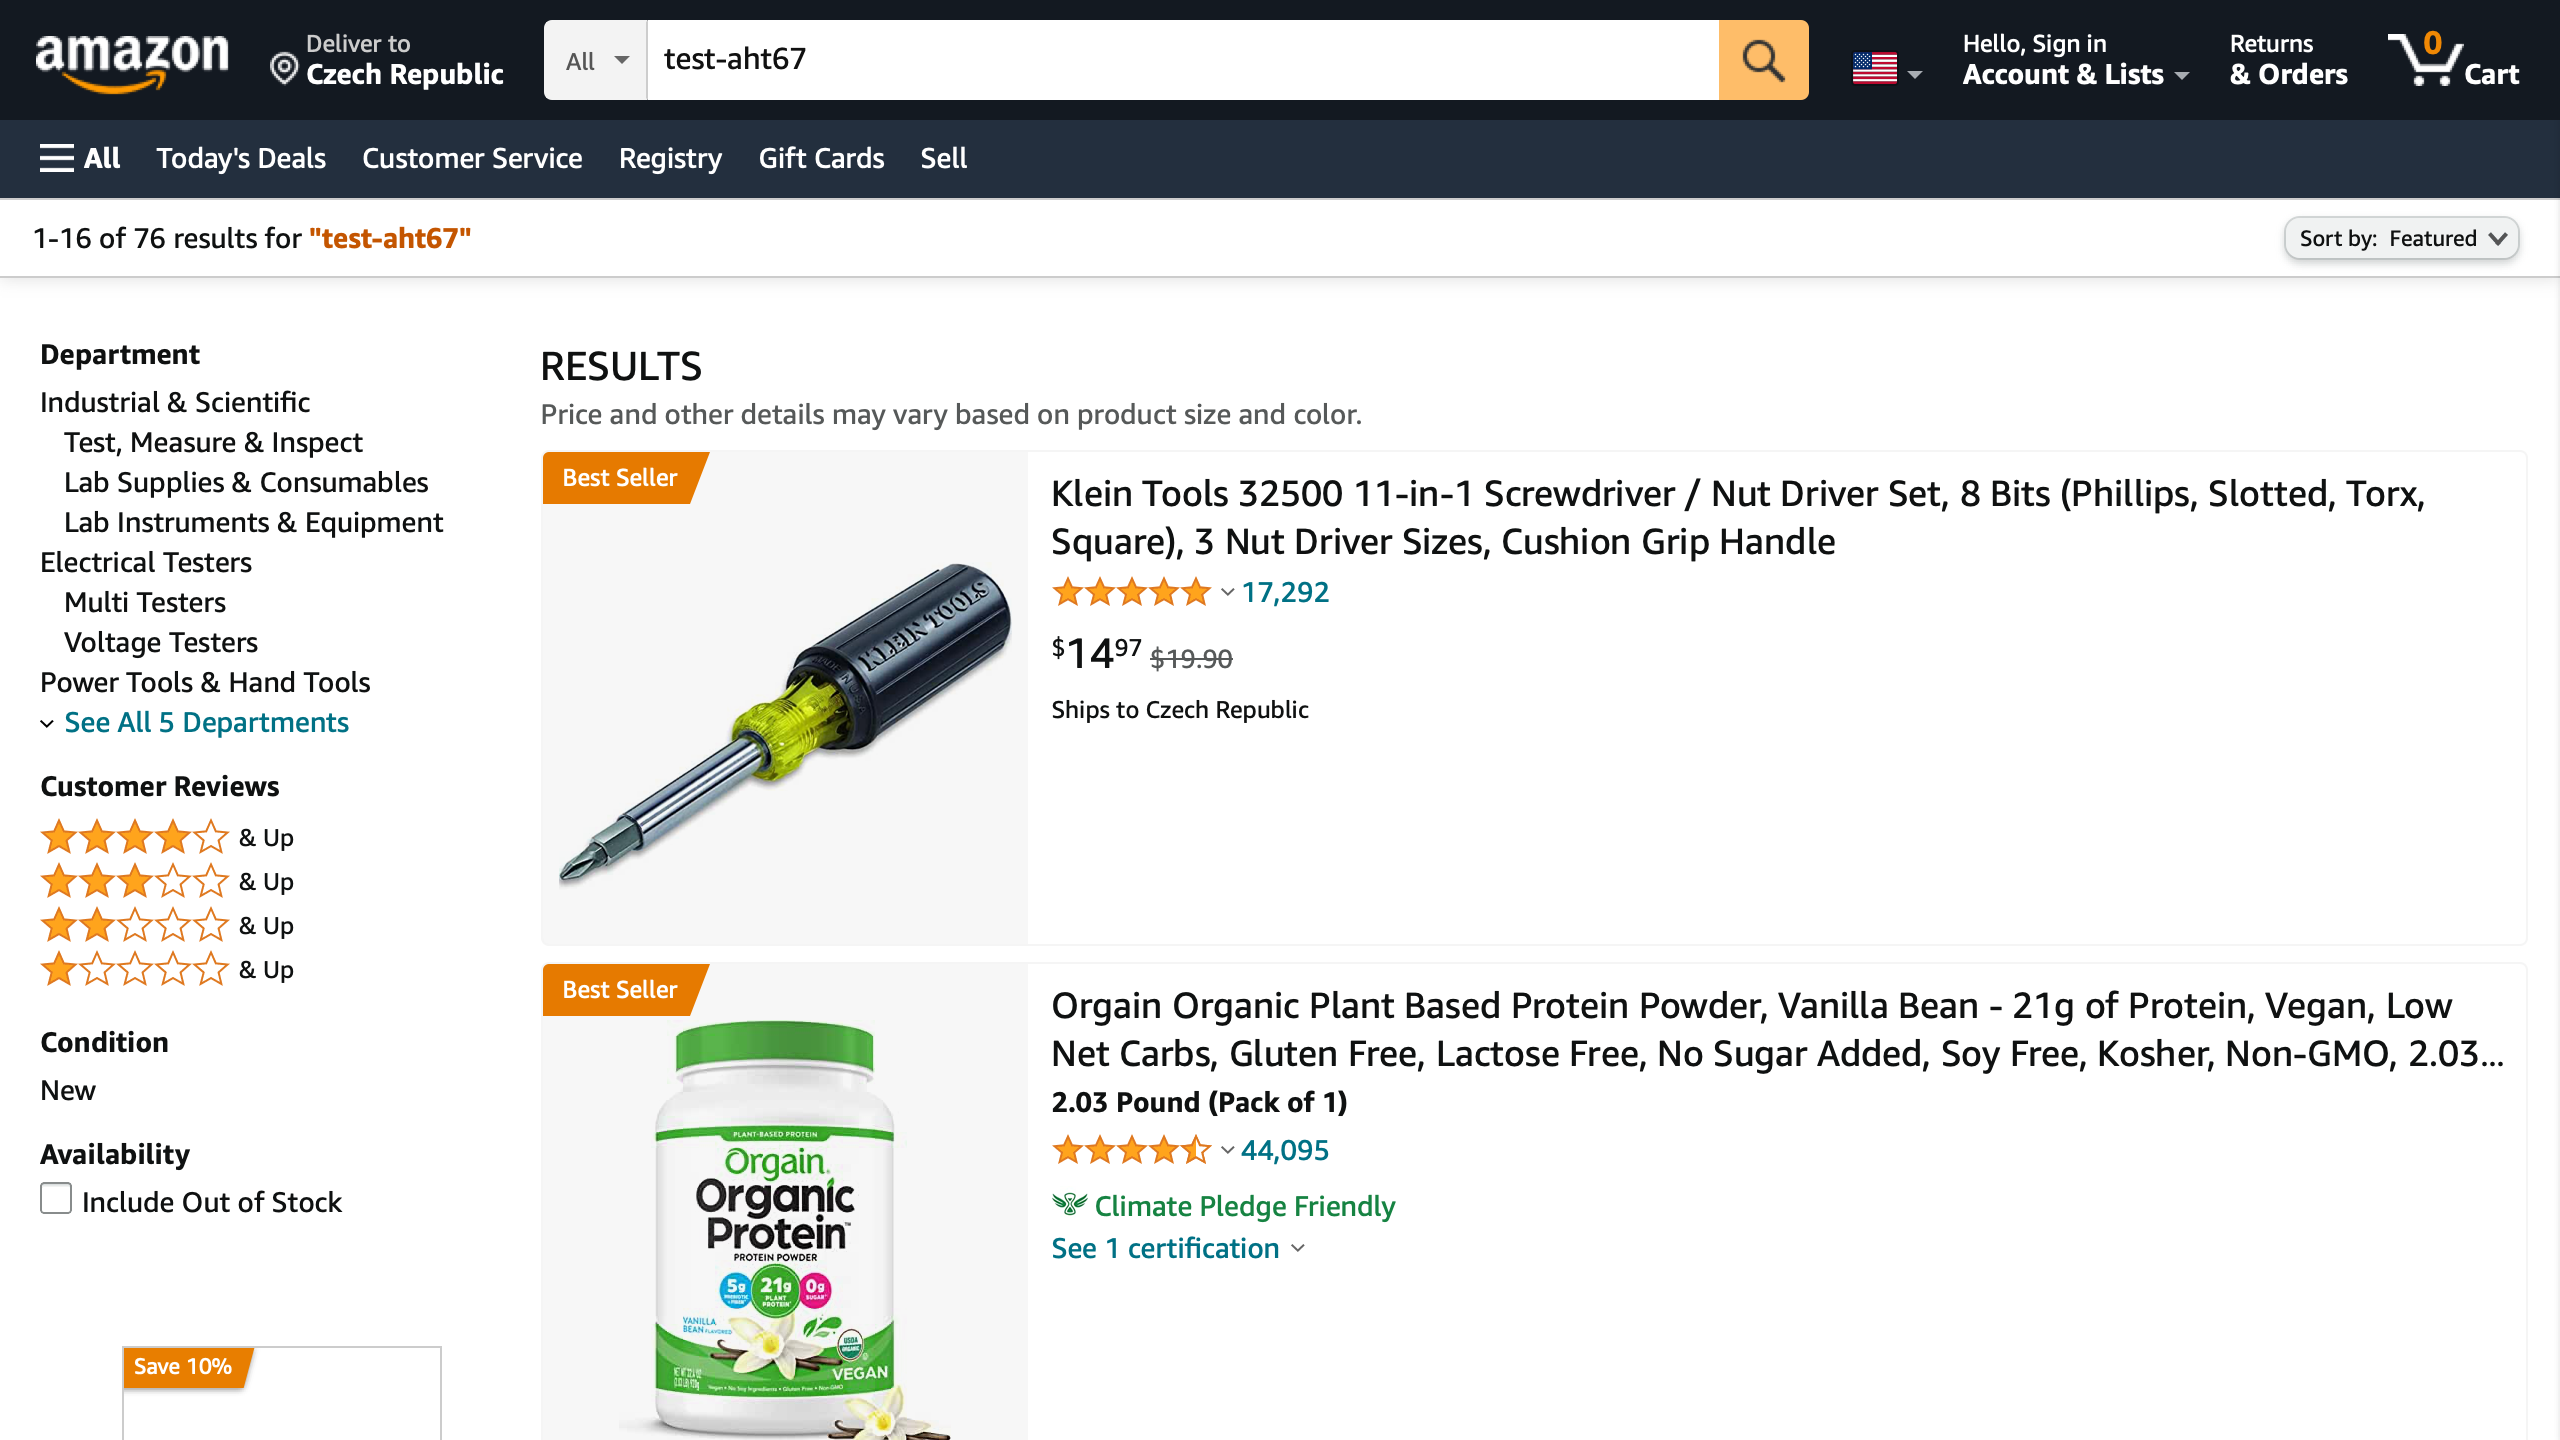 amazon
Deliver to
Czech Republic
All
test-aht67
Hello, Sign in
Account & Lists
Returns
& Orders
0
Cart
All
Today's Deals
Customer Service
Registry
Gift Cards
Sell
1-16 of 76 results for "test-aht67"
Sort by: Featured
Department
Industrial & Scientific
Test, Measure & Inspect
Lab Supplies & Consumables
Lab Instruments & Equipment
Electrical Testers
Multi Testers
Voltage Testers
Power Tools & Hand Tools
See All 5 Departments
Customer Reviews
& Up
& Up
& Up
& Up
Condition
New
Availability
Include Out of Stock
Save 10%
RESULTS
Price and other details may vary based on product size and color.
Best Seller
KLEIN TOOLS
Klein Tools 32500 11-in-1 Screwdriver / Nut Driver Set, 8 Bits (Phillips, Slotted, Torx,
Square), 3 Nut Driver Sizes, Cushion Grip Handle
17,292
$14.97 $19.90
Ships to Czech Republic
Best Seller
PLANT-BASED PROTEIN
Orgain
Organic
Protein
PROTEIN POWDER
5g 21g 0g
PLANT
PROTEIN
SUGAR
VANILLA
BEAN FLAVORED
USDA
ORGANIC
VEGAN
Orgain Organic Plant Based Protein Powder, Vanilla Bean - 21g of Protein, Vegan, Low
Net Carbs, Gluten Free, Lactose Free, No Sugar Added, Soy Free, Kosher, Non-GMO, 2.03...
2.03 Pound (Pack of 1)
44,095
Climate Pledge Friendly
See 1 certification